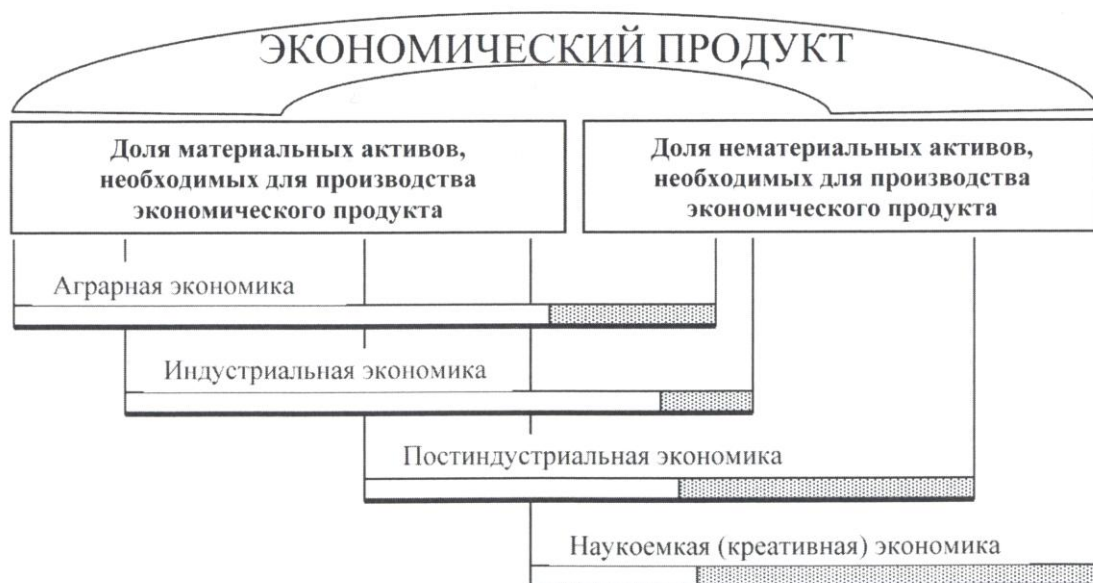 ЭКОНОМИЧЕСКИЙ ПРОДУКТ
Доля материальных активов,
необходимых для производства
экономического продукта
Доля нематериальных активов,
необходимых для производства
экономического продукта
Аграрная экономика
Индустриальная экономика
Постиндустриальная экономика
Наукоемкая (креативная) экономика